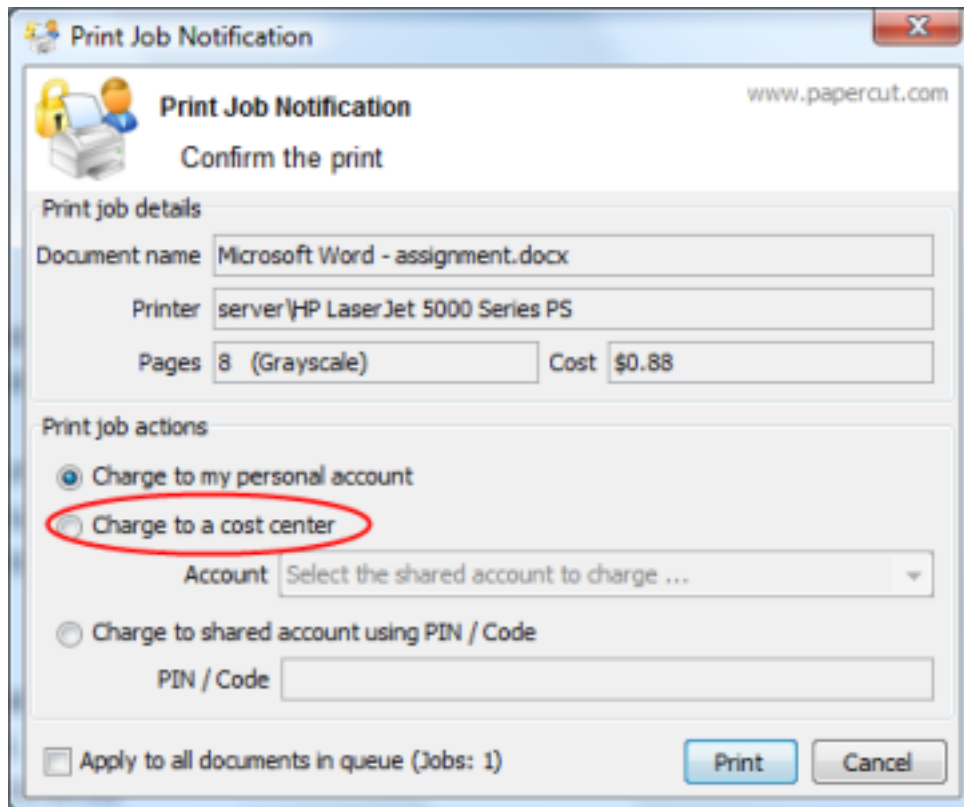 Print Job Notification
www.papercut.com
Print Job Notification
Confirm the print
Print job details
Document name Microsoft Word - assignment.docx
Printer server\HP LaserJet 5000 Series PS
Pages 8 (Grayscale) Cost $0.88
Print job actions
Charge to my personal account
Charge to a cost center
Account Select the shared account to charge ...
Charge to shared account using PIN / Code
PIN / Code
Apply to all documents in queue (Jobs: 1) Print Cancel